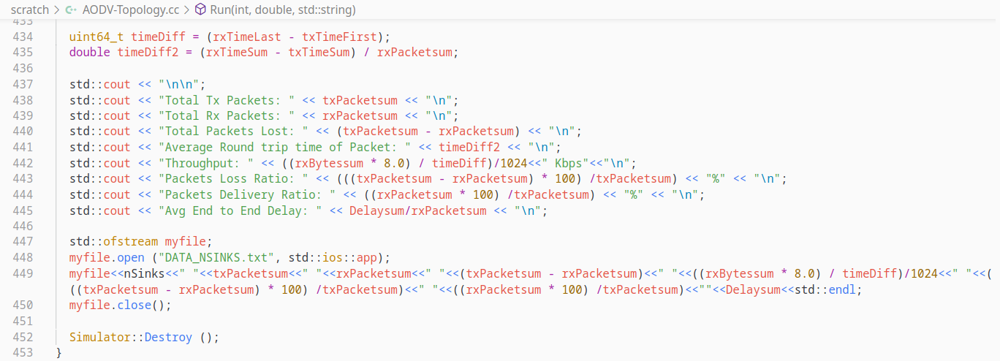 scratch > AODV-Topology.cc > Run(int, double, std::string)
433
434 uint64_t timeDiff = (rxTimeLast - txTimeFirst);
435 double timeDiff2 = (rxTimeSum - txTimeSum) / rxPacketsum;
436
437 std::cout << "\n\n";
438 std::cout << "Total Tx Packets: " << txPacketsum << "\n";
439 std::cout << "Total Rx Packets: " << rxPacketsum << "\n";
440 std::cout << "Total Packets Lost: " << (txPacketsum - rxPacketsum) << "\n";
441 std::cout << "Average Round trip time of Packet: " << timeDiff2 << "\n";
442 std::cout << "Throughput: " << ((rxBytessum * 8.0) / timeDiff)/1024<<" Kbps"<<"\n";
443 std::cout << "Packets Loss Ratio: " << (((txPacketsum - rxPacketsum) * 100) /txPacketsum) << "%" << "\n";
444 std::cout << "Packets Delivery Ratio: " << ((rxPacketsum * 100) /txPacketsum) << "%" << "\n";
445 std::cout << "Avg End to End Delay: " << Delaysum/rxPacketsum << "\n";
446
447 std::ofstream myfile;
448 myfile.open ("DATA_NSINKS.txt", std::ios::app);
449 myfile<<nSinks<<" "<<txPacketsum<<" "<<rxPacketsum<<" "<<(txPacketsum - rxPacketsum)<<" "<<((rxBytessum * 8.0) / timeDiff)/1024<<" "<<(
((txPacketsum - rxPacketsum) * 100) /txPacketsum)<<" "<<((rxPacketsum * 100) /txPacketsum)<<""<<Delaysum<<std::endl;
450 myfile.close();
451
452 Simulator::Destroy ();
453 }